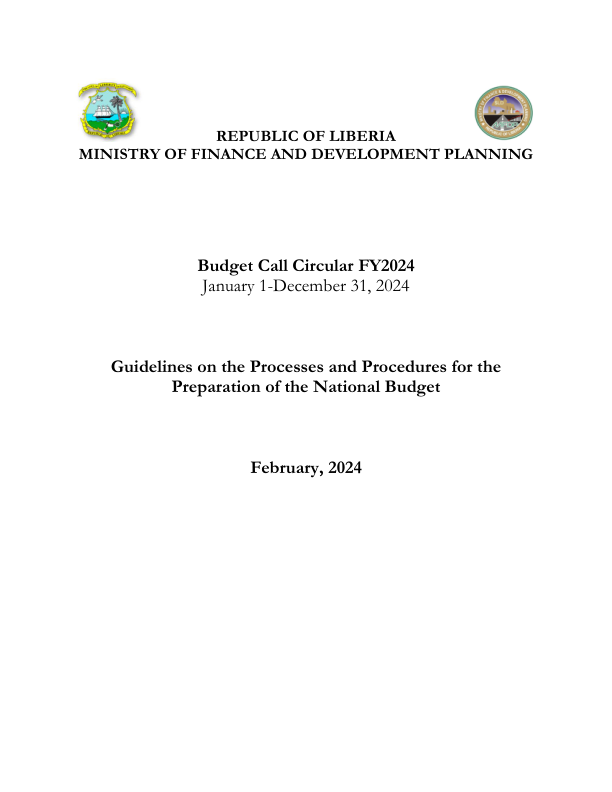 REPUBLIC OF LIBERIA
MINISTRY OF FINANCE AND DEVELOPMENT PLANNING
Budget Call Circular FY2024
January 1-December 31, 2024
Guidelines on the Processes and Procedures for the
Preparation of the National Budget
February, 2024